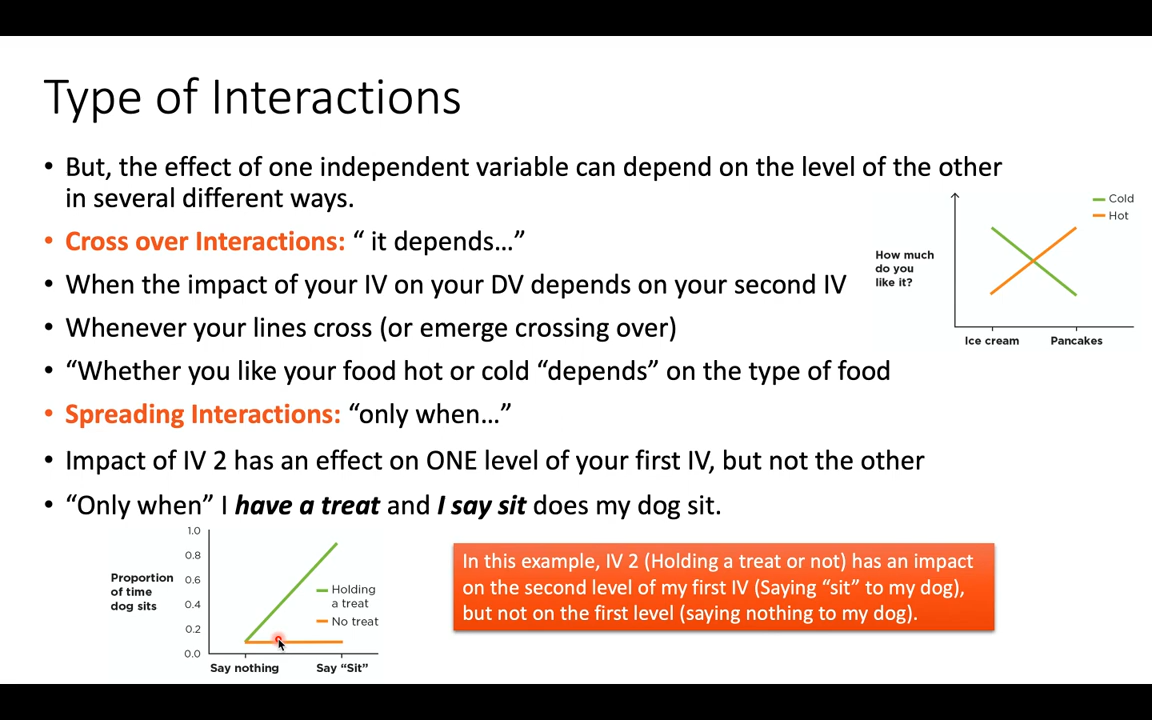 Type of Interactions
• But, the effect of one independent variable can depend on the level of the other
in several different ways.
• Cross over Interactions: “ it depends…”
• When the impact of your IV on your DV depends on your second IV
• Whenever your lines cross (or emerge crossing over)
• “Whether you like your food hot or cold “depends” on the type of food
• Spreading Interactions: “only when…”
• Impact of IV 2 has an effect on ONE level of your first IV, but not the other
• “Only when” I have a treat and I say sit does my dog sit.
Cold
Hot
How much
do you
like it?
Ice cream
Pancakes
1.0
0.8
0.6
0.4
0.2
0.0
Proportion
of time
dog sits
Holding
a treat
No treat
Say nothing
Say “Sit”
In this example, IV 2 (Holding a treat or not) has an impact
on the second level of my first IV (Saying “sit” to my dog),
but not on the first level (saying nothing to my dog).